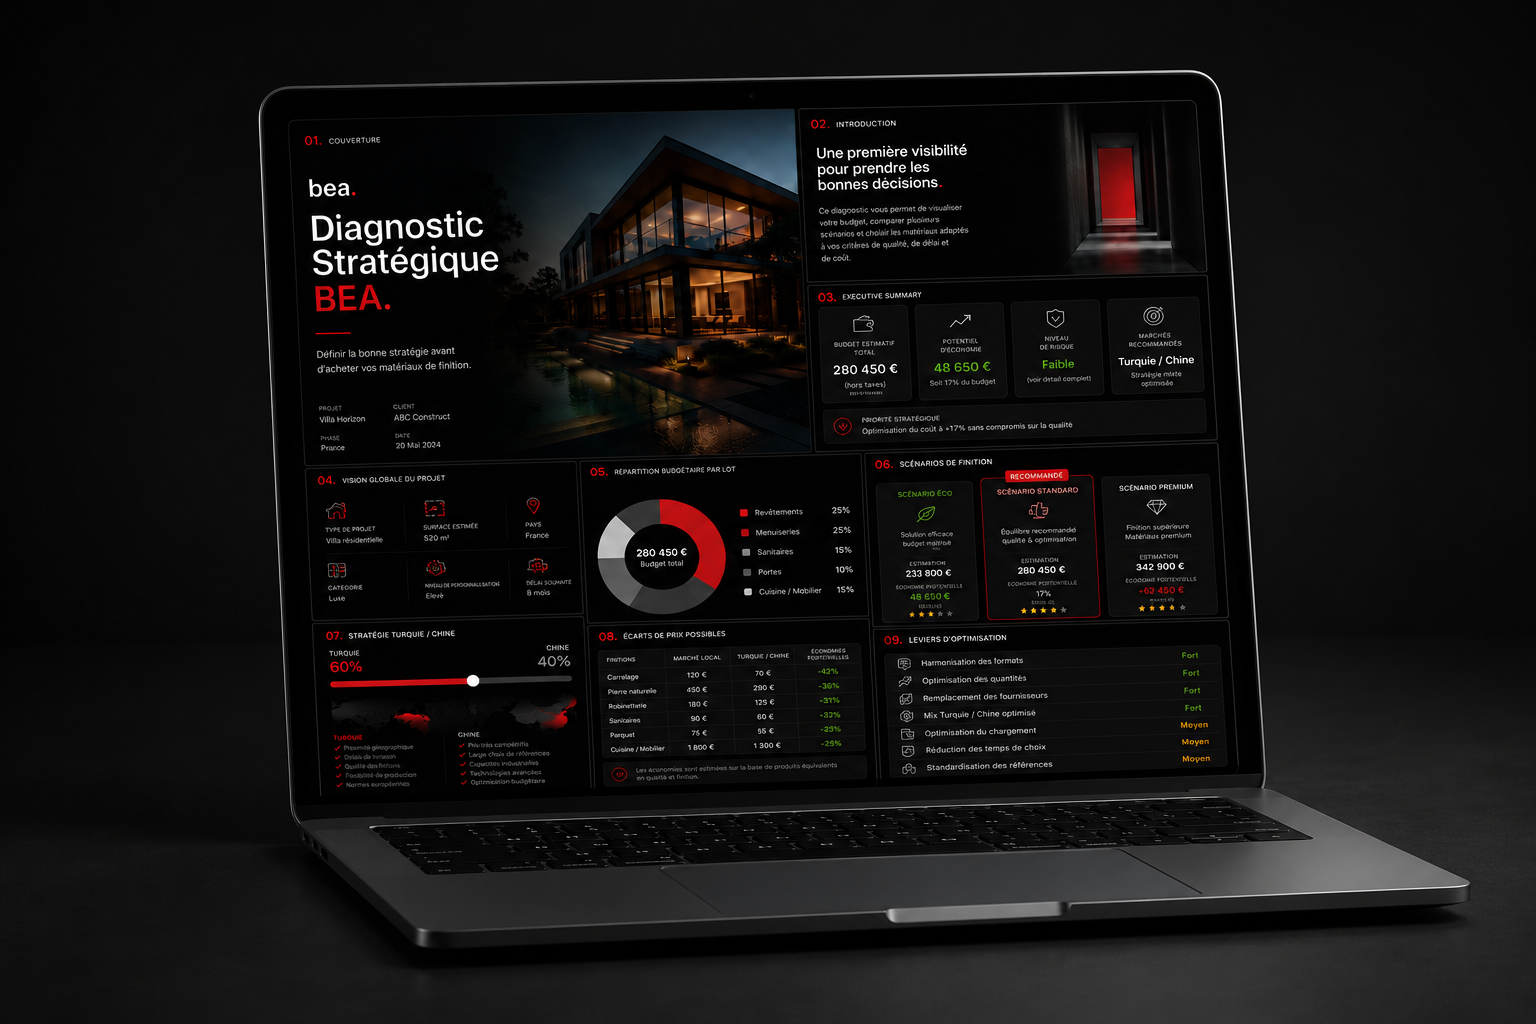 01. COUVERTURE
bea.
Diagnostic
Stratégique
BEA.
Définir la bonne stratégie avant
d'acheter vos matériaux de finition.
PROJET
Villa Horizon
CLIENT
ABC Construct
PHASE
France
DATE
20 Mai 2024
02. INTRODUCTION
Une première visibilité
pour prendre les
bonnes décisions.
Ce diagnostic vous permet de visualiser
votre budget, comparer plusieurs
scénarios et choisir les matériaux adaptés
à vos critères de qualité, de délai et
de coût.
03. EXECUTIVE SUMMARY
BUDGET ESTIMATIF
TOTAL
280 450 €
(hors taxes)
POTENTIEL
D'ÉCONOMIE
48 650 €
Soit 17% du budget
NIVEAU
DE RISQUE
Faible
(voir detail complet)
MARCHÉS
RECOMMANDÉS
Turquie / Chine
Stratégie mixte
optimisée
PRIORITÉ STRATÉGIQUE
Optimisation du coût à +17% sans compromis sur la qualité
04. VISION GLOBALE DU PROJET
TYPE DE PROJET
Villa résidentielle
SURFACE ESTIMÉE
520 m²
PAYS
France
CATÉGORIE
Luxe
NIVEAU DE PERSONNALISATION
Élevé
DÉLAI SOUHAITÉ
8 mois
05. RÉPARTITION BUDGÉTAIRE PAR LOT
280 450 €
Budget total
Revêtements 25%
Menuiseries 25%
Sanitaires 15%
Portes 10%
Cuisine / Mobilier 15%
06. SCÉNARIOS DE FINITION
SCÉNARIO ÉCO
Solution efficace
budget maîtrisé
ESTIMATION
233 800 €
48 650 €
RECOMMANDÉ
SCÉNARIO STANDARD
Équilibre recommandé
qualité & optimisation
ESTIMATION
280 450 €
17%
SCÉNARIO PREMIUM
Finition supérieure
Matériaux premium
ESTIMATION
342 900 €
+62 450 €
07. STRATÉGIE TURQUIE / CHINE
TURQUIE
60%
CHINE
40%
TURQUIE
Proximité géographique
Délais de livraison
Qualité des finitions
Flexibilité de production
Normes européennes
CHINE
Prix très compétitifs
Large choix de références
Capacités industrielles
Technologies avancées
Optimisation budgétaire
08. ÉCARTS DE PRIX POSSIBLES
FINITIONS MARCHÉ LOCAL TURQUIE / CHINE ÉCONOMIES
Carrelage 120 € 70 € -42%
Pierre naturelle 450 € 290 € -36%
Robinetterie 180 € 125 € -31%
Sanitaires 90 € 60 € -32%
Parquet 75 € 55 € -25%
Cuisine / Mobilier 1 800 € 1 300 € -25%
Les économies sont estimées sur la base de produits équivalents
en qualité et finition.
09. LEVIERS D'OPTIMISATION
Harmonisation des formats Fort
Optimisation des quantités Fort
Remplacement des fournisseurs Fort
Mix Turquie / Chine optimisé Fort
Optimisation du chargement Moyen
Réduction des temps de choix Moyen
Standardisation des références Moyen